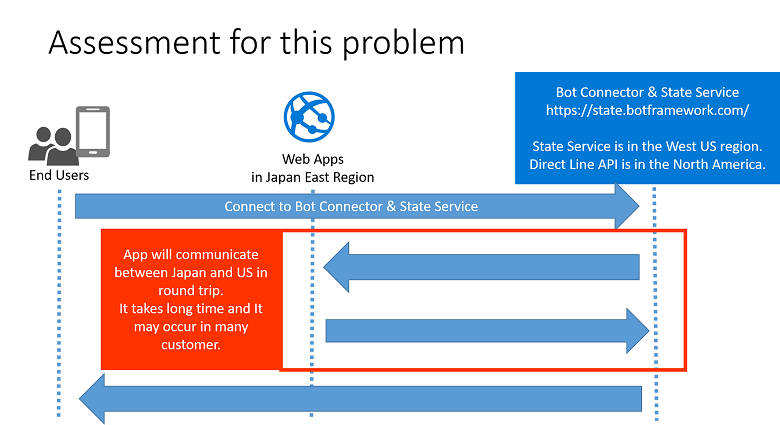 Assessment for this problem
Bot Connector & State Service
https://state.botframework.com/
State Service is in the West US region.
Direct Line API is in the North America.
End Users
Web Apps
in Japan East Region
Connect to Bot Connector & State Service
App will communicate
between Japan and US in
round trip.
It takes long time and It
may occur in many
customer.